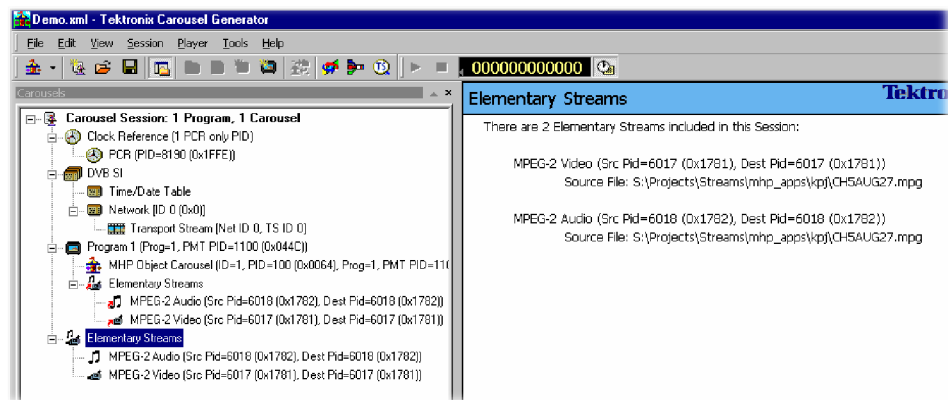 Demo.xml - Tektronix Carousel Generator
File Edit View Session Player Tools Help
000000000000
Carousels
Carousel Session: 1 Program, 1 Carousel
Clock Reference (1 PCR only PID)
PCR (PID=8190 (0x1FFE))
DVB SI
Time/Date Table
Network [ID 0 (0x0)]
Transport Stream [Net ID 0, TS ID 0]
Program 1 (Prog=1, PMT PID=1100 (0x044C))
MHP Object Carousel (ID=1, PID=100 (0x0064), Prog=1, PMT PID=110
Elementary Streams
MPEG-2 Audio (Src Pid=6018 (0x1782), Dest Pid=6018 (0x1782))
MPEG-2 Video (Src Pid=6017 (0x1781), Dest Pid=6017 (0x1781))
Elementary Streams
MPEG-2 Audio (Src Pid=6018 (0x1782), Dest Pid=6018 (0x1782))
MPEG-2 Video (Src Pid=6017 (0x1781), Dest Pid=6017 (0x1781))
Elementary Streams
Tektro
There are 2 Elementary Streams included in this Session:
MPEG-2 Video (Src Pid=6017 (0x1781), Dest Pid=6017 (0x1781))
Source File: S:\Projects\Streams\mhp_apps\kpj\CH5AUG27.mpg
MPEG-2 Audio (Src Pid=6018 (0x1782), Dest Pid=6018 (0x1782))
Source File: S:\Projects\Streams\mhp_apps\kpj\CH5AUG27.mpg